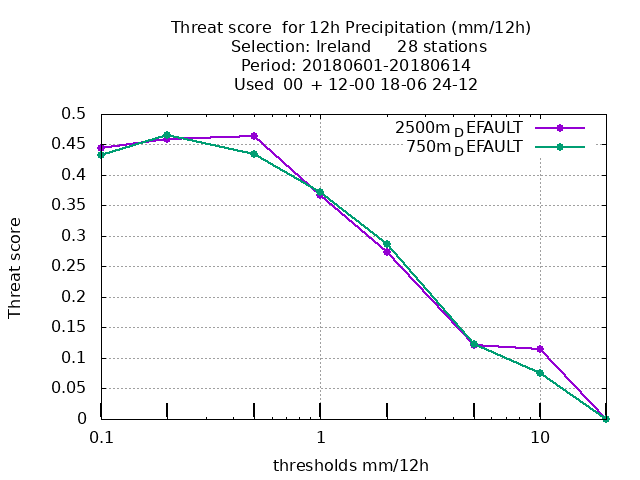 Threat score  for 12h Precipitation (mm/12h)
Selection: Ireland     28 stations
Period: 20180601-20180614
Used  00  + 12-00 18-06 24-12
2500m_DEFAULT
750m_DEFAULT
Threat score
0.5
0.45
0.4
0.35
0.3
0.25
0.2
0.15
0.1
0.05
0
0.1 1 10
thresholds mm/12h